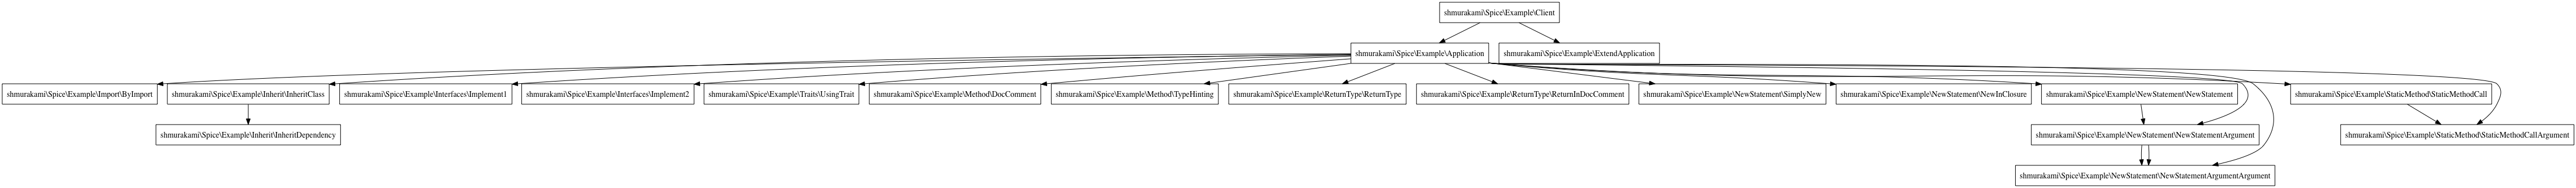 shmurakami\Spice\Example\Client
shmurakami\Spice\Example\Application
shmurakami\Spice\Example\ExtendApplication
shmurakami\Spice\Example\Import\ByImport
shmurakami\Spice\Example\Inherit\InheritClass
shmurakami\Spice\Example\Interfaces\Implement1
shmurakami\Spice\Example\Interfaces\Implement2
shmurakami\Spice\Example\Traits\UsingTrait
shmurakami\Spice\Example\Method\DocComment
shmurakami\Spice\Example\Method\TypeHinting
shmurakami\Spice\Example\ReturnType\ReturnType
shmurakami\Spice\Example\ReturnType\ReturnInDocComment
shmurakami\Spice\Example\NewStatement\SimplyNew
shmurakami\Spice\Example\NewStatement\NewInClosure
shmurakami\Spice\Example\NewStatement\NewStatement
shmurakami\Spice\Example\StaticMethod\StaticMethodCall
shmurakami\Spice\Example\Inherit\InheritDependency
shmurakami\Spice\Example\NewStatement\NewStatementArgument
shmurakami\Spice\Example\StaticMethod\StaticMethodCallArgument
shmurakami\Spice\Example\NewStatement\NewStatementArgumentArgument